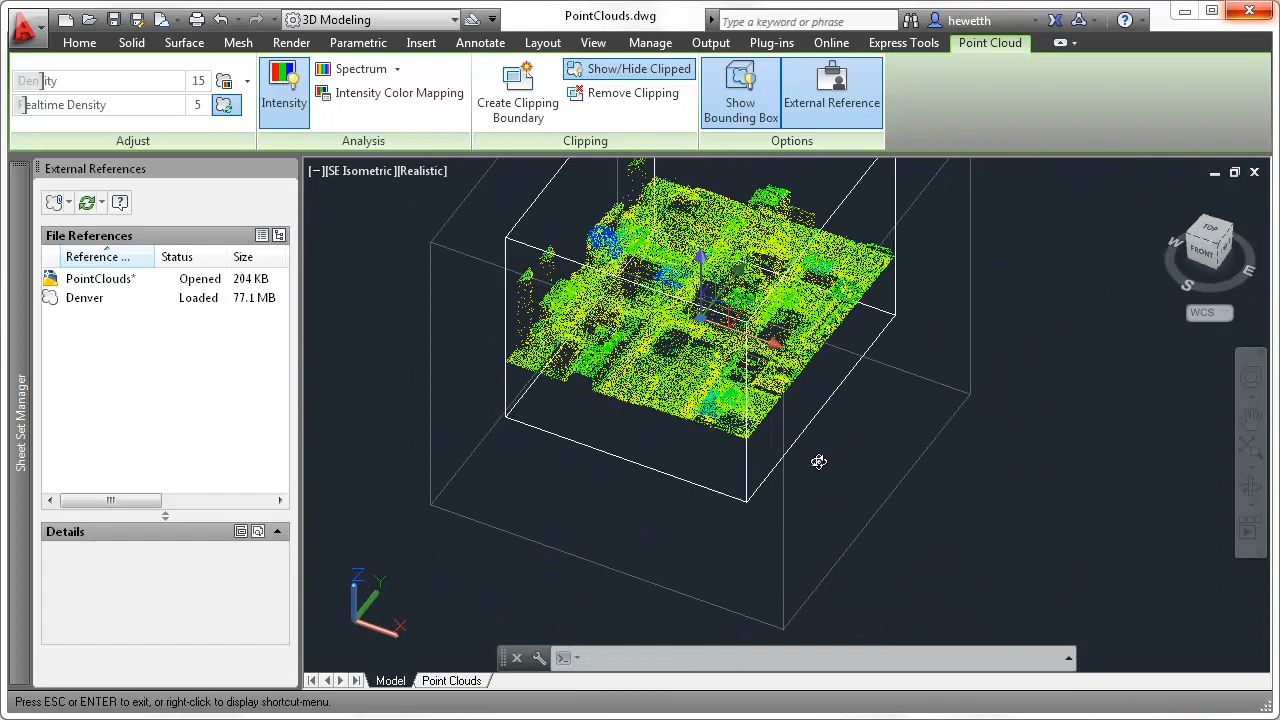 3D Modeling
PointClouds.dwg
Type a keyword or phrase
hewetth
Home Solid Surface Mesh Render Parametric Insert Annotate Layout View Manage Output Plug-ins Online Express Tools Point Cloud
Density 15
Realtime Density 5
Adjust
Intensity
Spectrum
Intensity Color Mapping
Analysis
Create Clipping
Boundary
Show/Hide Clipped
Remove Clipping
Clipping
Show
Bounding Box
External Reference
Options
External References
File References
Reference ... Status Size
PointClouds* Opened 204 KB
Denver Loaded 77.1 MB
Details
Sheet Set Manager
[−][SE Isometric][Realistic]
TOP
FRONT
W
S
E
WCS
Z
Y
X
Model Point Clouds
Press ESC or ENTER to exit, or right-click to display shortcut-menu.